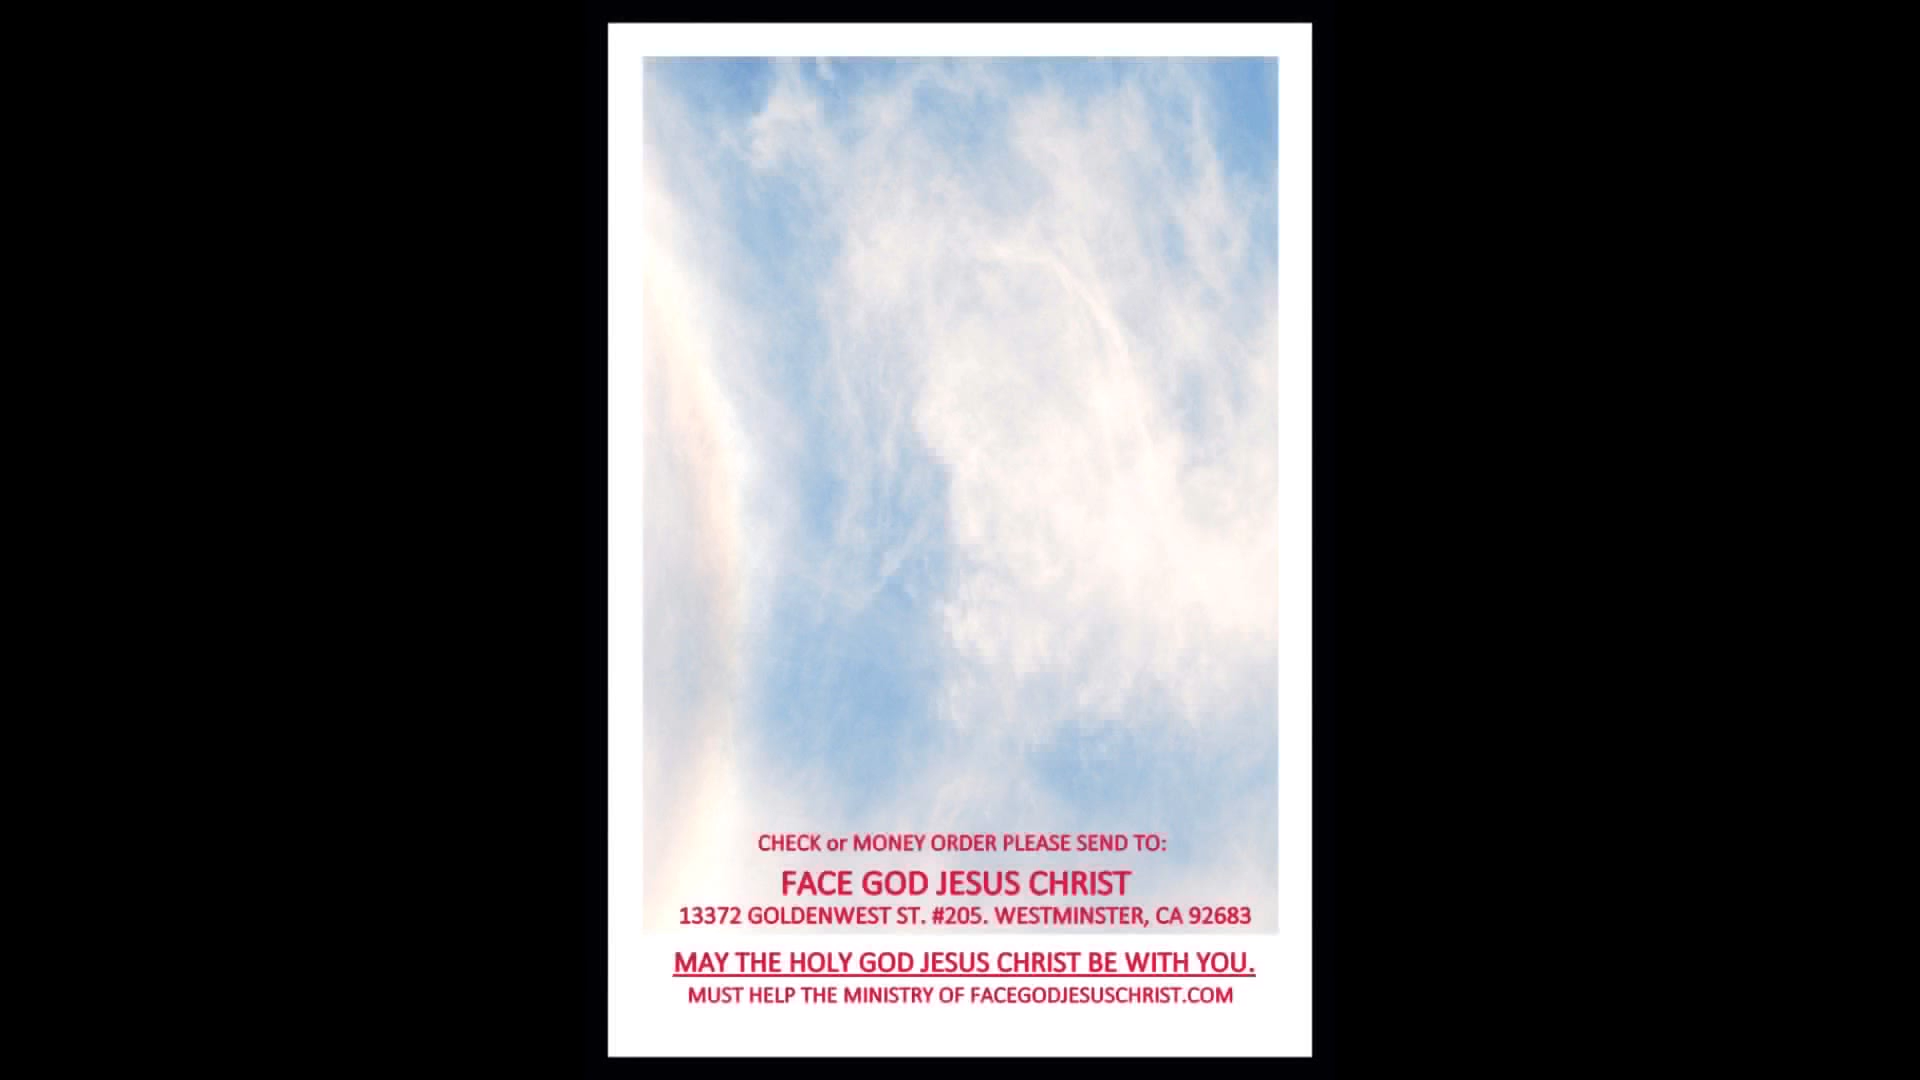 CHECK or MONEY ORDER PLEASE SEND TO:
FACE GOD JESUS CHRIST
13372 GOLDENWEST ST. #205. WESTMINSTER, CA 92683
MAY THE HOLY GOD JESUS CHRIST BE WITH YOU.
MUST HELP THE MINISTRY OF FACEGODJESUSCHRIST.COM